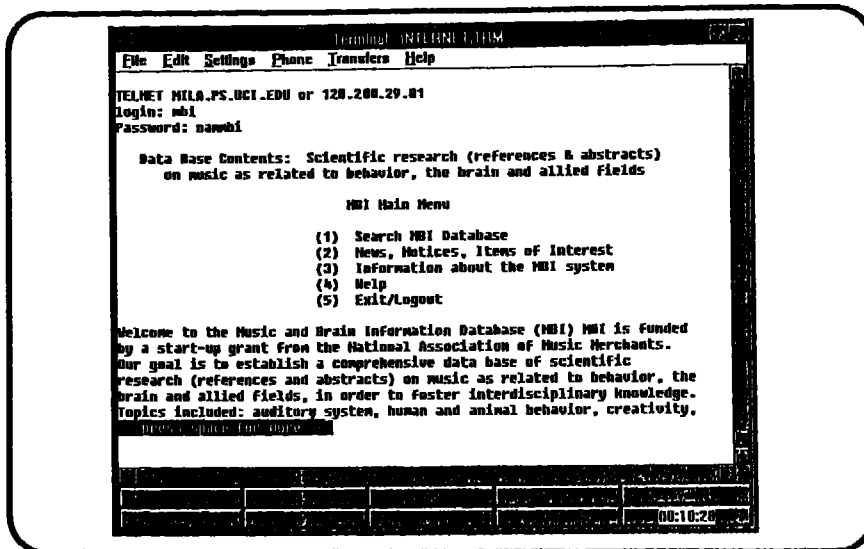 Terminal - INTERNET.TRM
File Edit Settings Phone Transfers Help
TELNET MILA.PS.UCI.EDU or 128.200.29.81
login: mbi
Password: nammbi
Data Base Contents: Scientific research (references & abstracts)
on music as related to behavior, the brain and allied fields
MBI Main Menu
(1) Search MBI Database
(2) News, Notices, Items of Interest
(3) Information about the MBI system
(4) Help
(5) Exit/Logout
Welcome to the Music and Brain Information Database (MBI) MBI is funded
by a start-up grant from the National Association of Music Merchants.
Our goal is to establish a comprehensive data base of scientific
research (references and abstracts) on music as related to behavior, the
brain and allied fields, in order to foster interdisciplinary knowledge.
Topics included: auditory system, human and animal behavior, creativity,
press space for more
00:10:28